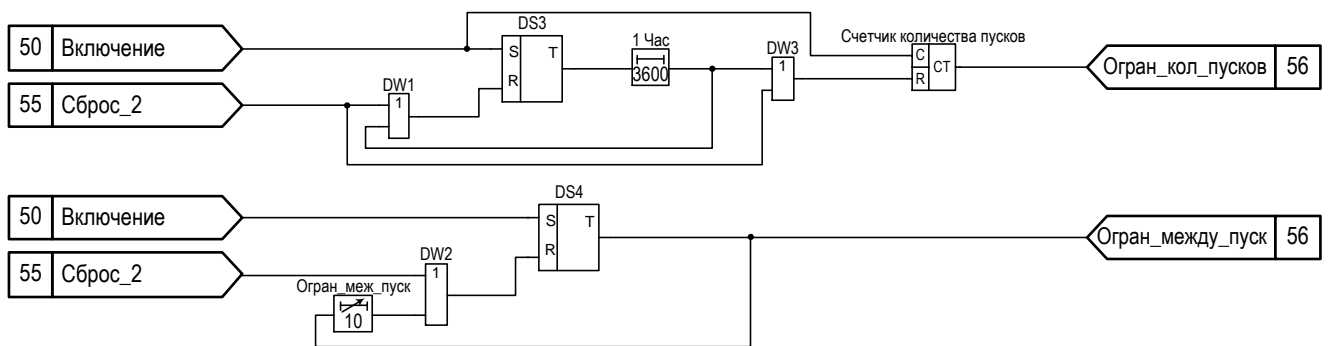 DS3
50 Включение
S T
R
1 Час
3600
DW3
1
Счетчик количества пусков
C CT
R
Огран_кол_пусков 56
DW1
1
55 Сброс_2
DS4
50 Включение
S T
R
Огран_между_пуск 56
55 Сброс_2
DW2
1
Огран_меж_пуск
10